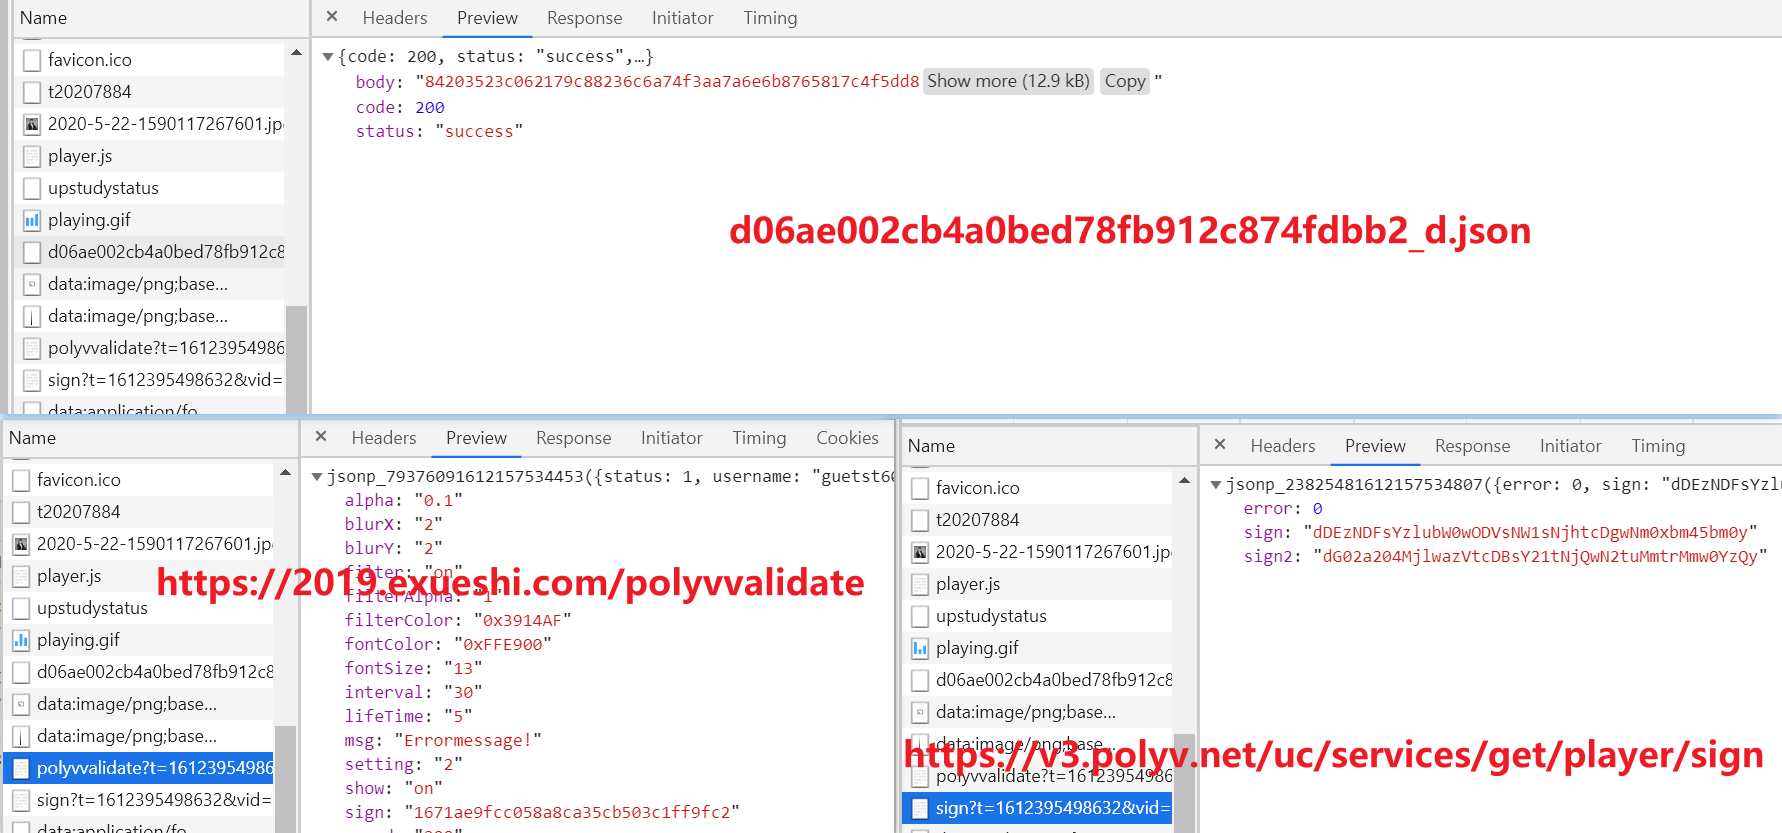 Name
× Headers Preview Response Initiator Timing
favicon.ico
t20207884
2020-5-22-1590117267601.jp
player.js
upstudystatus
playing.gif
d06ae002cb4a0bed78fb912c8
data:image/png;base...
data:image/png;base...
polyvvalidate?t=16123954986
sign?t=1612395498632&vid=
data:application/fo
{code: 200, status: "success",…}
body: "84203523c062179c88236c6a74f3aa7a6e6b8765817c4f5dd8 Show more (12.9 kB) Copy "
code: 200
status: "success"
d06ae002cb4a0bed78fb912c874fdbb2_d.json
Name
× Headers Preview Response Initiator Timing Cookies
favicon.ico
t20207884
2020-5-22-1590117267601.jp
player.js
upstudystatus
playing.gif
d06ae002cb4a0bed78fb912c8
data:image/png;base...
data:image/png;base...
polyvvalidate?t=16123954986
sign?t=1612395498632&vid=
data:application/fo
jsonp_79376091612157534453({status: 1, username: "guetst60
alpha: "0.1"
blurX: "2"
blurY: "2"
filter: "on"
https://2019.exueshi.com/polyvvalidate
filterAlpha: "1"
filterColor: "0x3914AF"
fontColor: "0xFFE900"
fontSize: "13"
interval: "30"
lifeTime: "5"
msg: "Errormessage!"
setting: "2"
show: "on"
sign: "1671ae9fcc058a8ca35cb503c1ff9fc2"
Name
× Headers Preview Response Initiator Timing
favicon.ico
t20207884
2020-5-22-1590117267601.jp
player.js
upstudystatus
playing.gif
d06ae002cb4a0bed78fb912c8
data:image/png;base...
data:image/png;base...
https://v3.polyv.net/uc/services/get/player/sign
polyvvalidate?t=16123954986
sign?t=1612395498632&vid=
jsonp_23825481612157534807({error: 0, sign: "dDEzNDFsYzlu
error: 0
sign: "dDEzNDFsYzlubW0wODVsNW1sNjhtcDgwNm0xbm45bm0y"
sign2: "dG02a204MjlwazVtcDBsY21tNjQwN2tuMmtrMmw0YzQy"